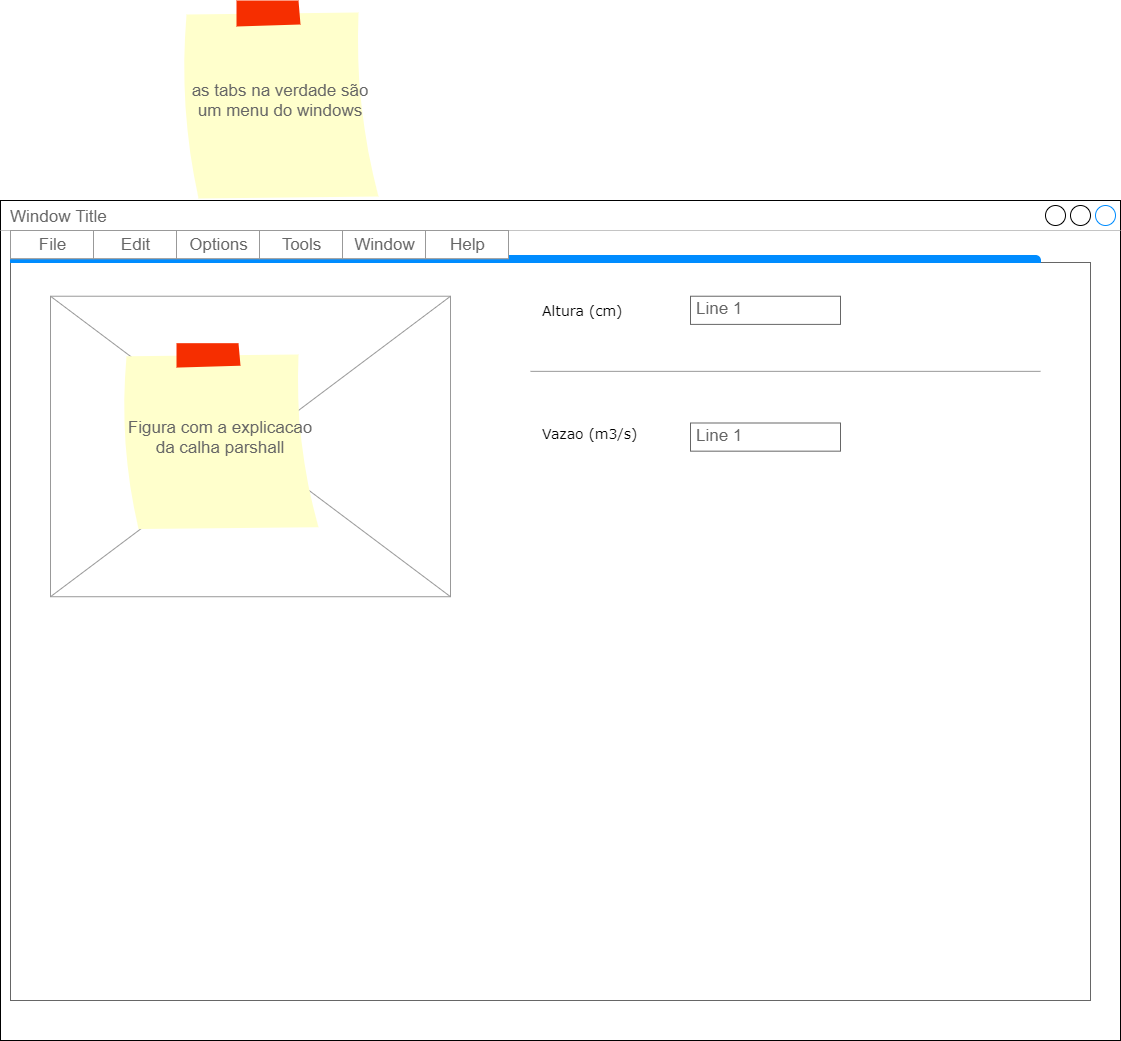 as tabs na verdade são
um menu do windows
Window Title
File Edit Options Tools Window Help
Altura (cm) Line 1
Figura com a explicacao
da calha parshall
Vazao (m3/s) Line 1